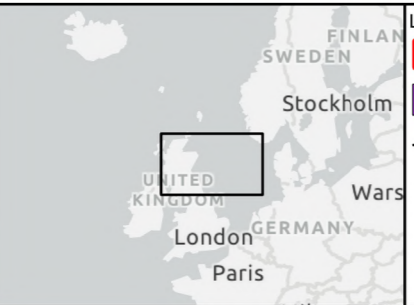 FINLAN
SWEDEN
Stockholm
UNITED
KINGDOM
Wars
London
GERMANY
Paris
L